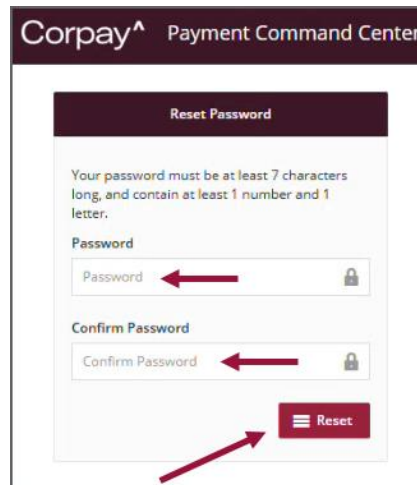 Corpay^ Payment Command Center
Reset Password
Your password must be at least 7 characters
long, and contain at least 1 number and 1
letter.
Password
Password
Confirm Password
Confirm Password
Reset